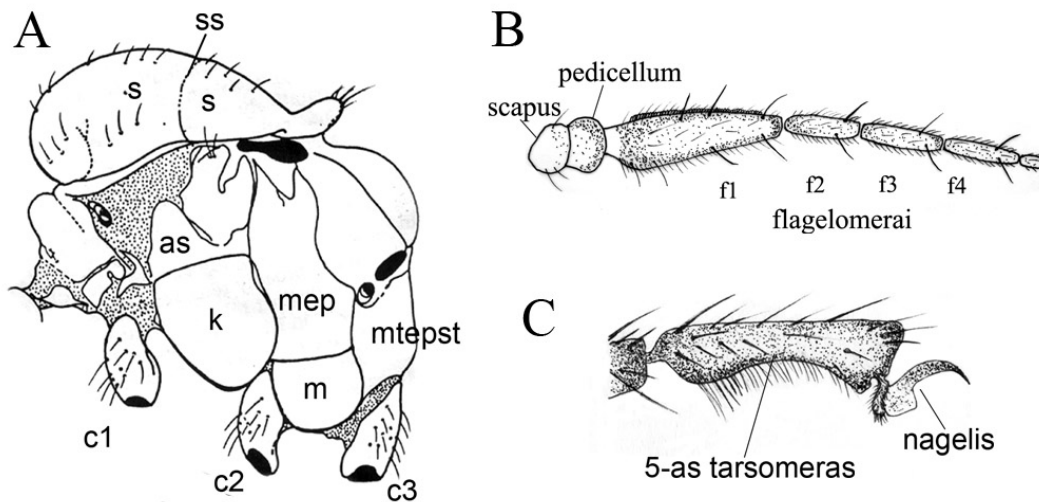 A
ss
s
s
as
k
mep
mtepst
m
c1
c2
c3
B
pedicellum
scapus
f1
f2
f3
f4
flagelomerai
C
nagelis
5-as tarsomeras